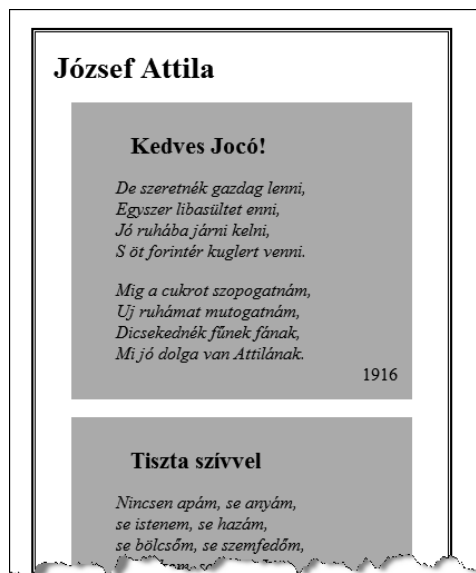 József Attila
Kedves Jocó!
De szeretnék gazdag lenni,
Egyszer libasültet enni,
Jó ruhába járni kelni,
S öt forintér kuglert venni.
Mig a cukrot szopogatnám,
Uj ruhámat mutogatnám,
Dicsekednék fűnek fának,
Mi jó dolga van Attilának.
1916
Tiszta szívvel
Nincsen apám, se anyám,
se istenem, se hazám,
se bölcsőm, se szemfedőm,